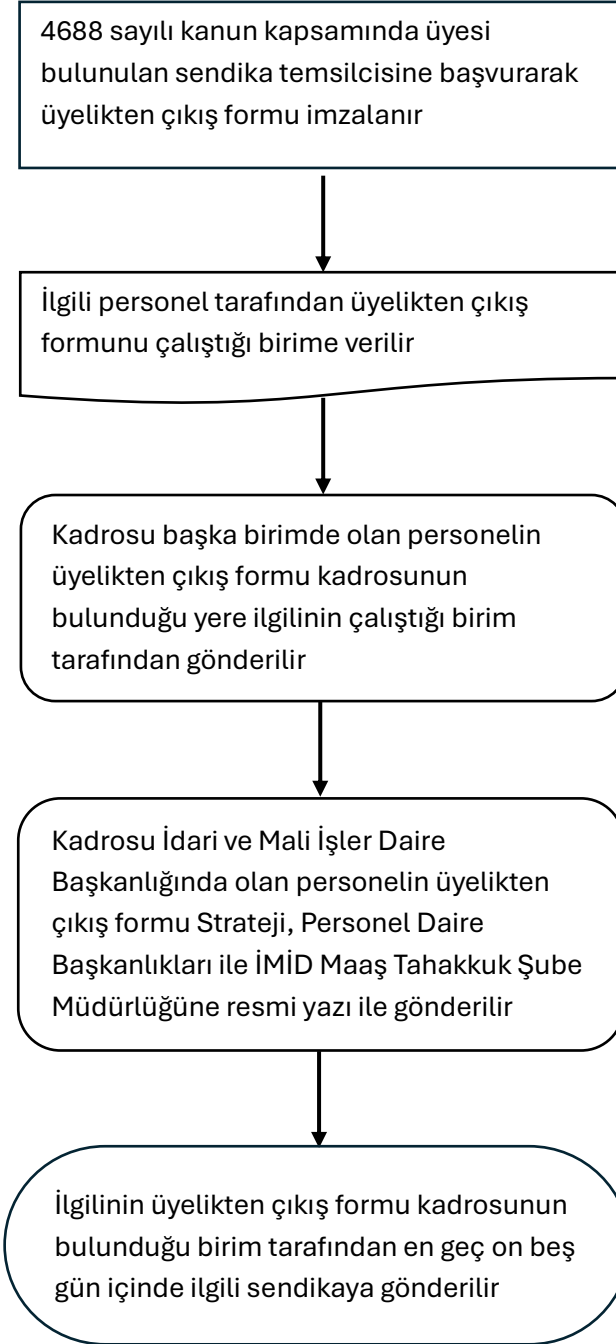 4688 sayılı kanun kapsamında üyesi
bulunulan sendika temsilcisine başvurarak
üyelikten çıkış formu imzalanır
İlgili personel tarafından üyelikten çıkış
formunu çalıştığı birime verilir
Kadrosu başka birimde olan personelin
üyelikten çıkış formu kadrosunun
bulunduğu yere ilgilinin çalıştığı birim
tarafından gönderilir
Kadrosu İdari ve Mali İşler Daire
Başkanlığında olan personelin üyelikten
çıkış formu Strateji, Personel Daire
Başkanlıkları ile İMİD Maaş Tahakkuk Şube
Müdürlüğüne resmi yazı ile gönderilir
İlgilinin üyelikten çıkış formu kadrosunun
bulunduğu birim tarafından en geç on beş
gün içinde ilgili sendikaya gönderilir